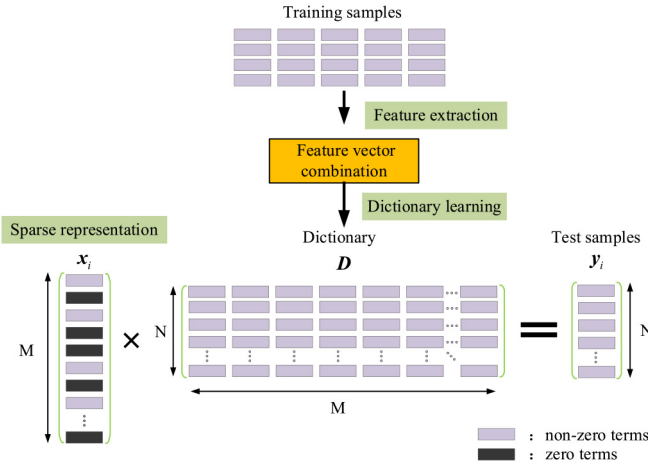 Training samples
Feature extraction
Feature vector
combination
Dictionary learning
Sparse representation
Dictionary
Test samples
x_i
D
y_i
M
×
N
=
N
M
: non-zero terms
: zero terms